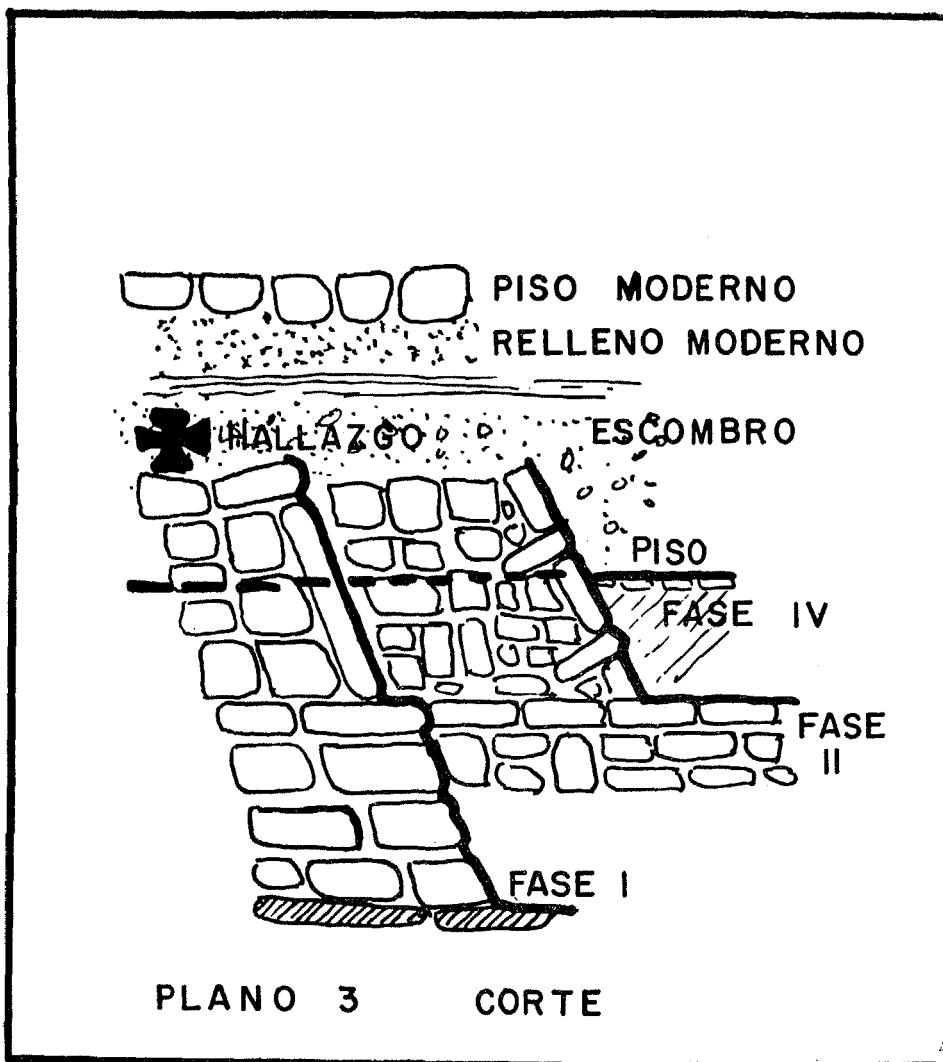 PISO MODERNO
RELLENO MODERNO
HALLAZGO ESCOMBRO
PISO
FASE IV
FASE
II
FASE I
PLANO 3 CORTE